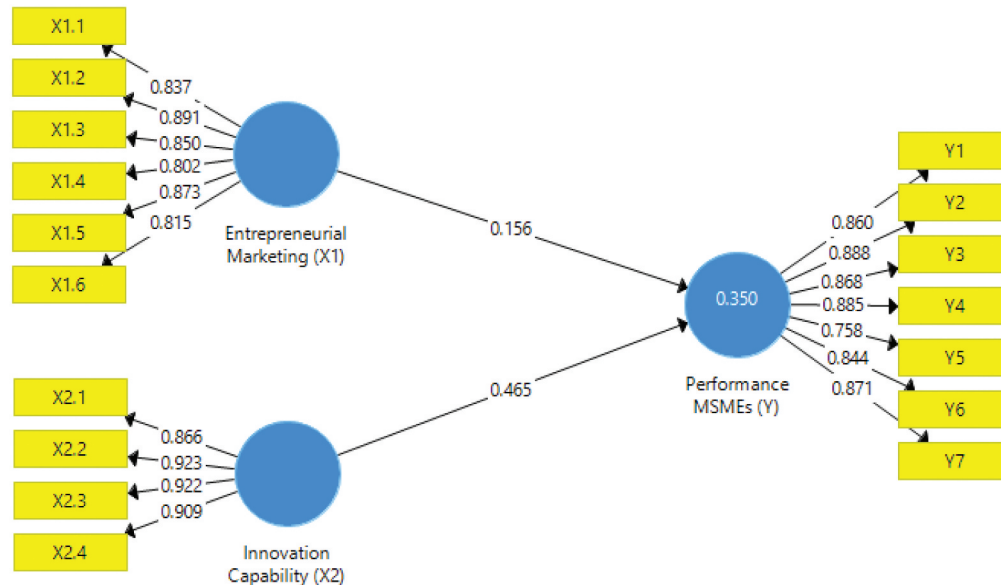 X1.1
X1.2
X1.3
X1.4
X1.5
X1.6
0.837
0.891
0.850
0.802
0.873
0.815
Entrepreneurial
Marketing (X1)
0.156
X2.1
X2.2
X2.3
X2.4
0.866
0.923
0.922
0.909
Innovation
Capability (X2)
0.465
0.350
Performance
MSMEs (Y)
0.860
0.888
0.868
0.885
0.758
0.844
0.871
Y1
Y2
Y3
Y4
Y5
Y6
Y7